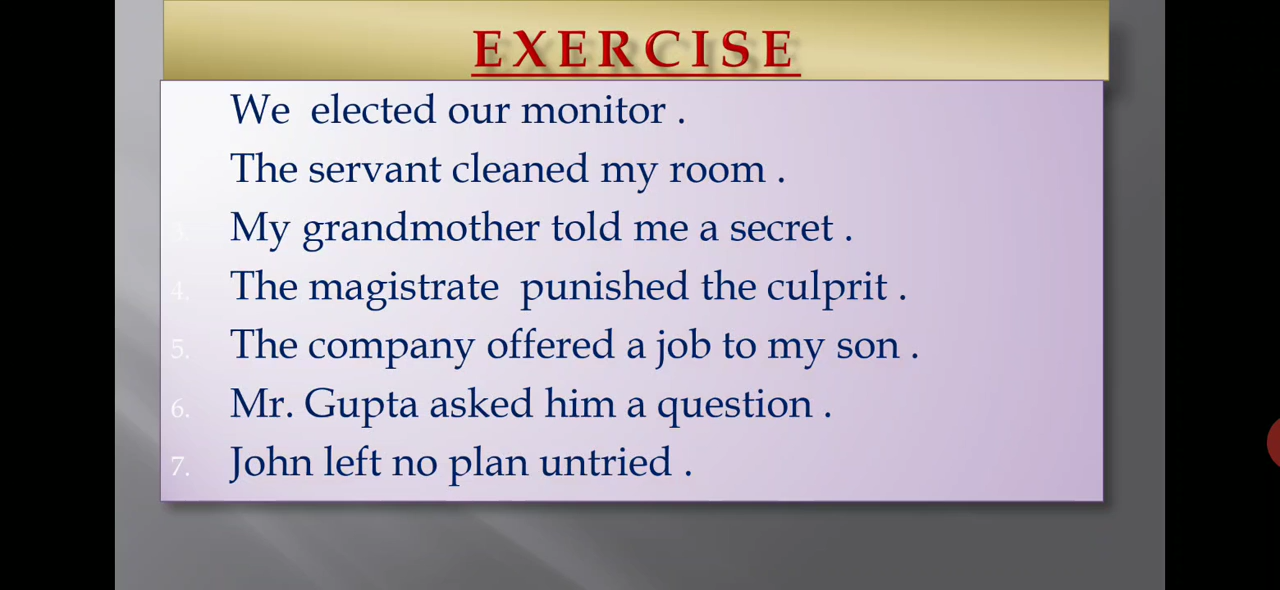 EXERCISE
We elected our monitor .
The servant cleaned my room .
3. My grandmother told me a secret .
4. The magistrate punished the culprit .
5. The company offered a job to my son .
6. Mr. Gupta asked him a question .
7. John left no plan untried .